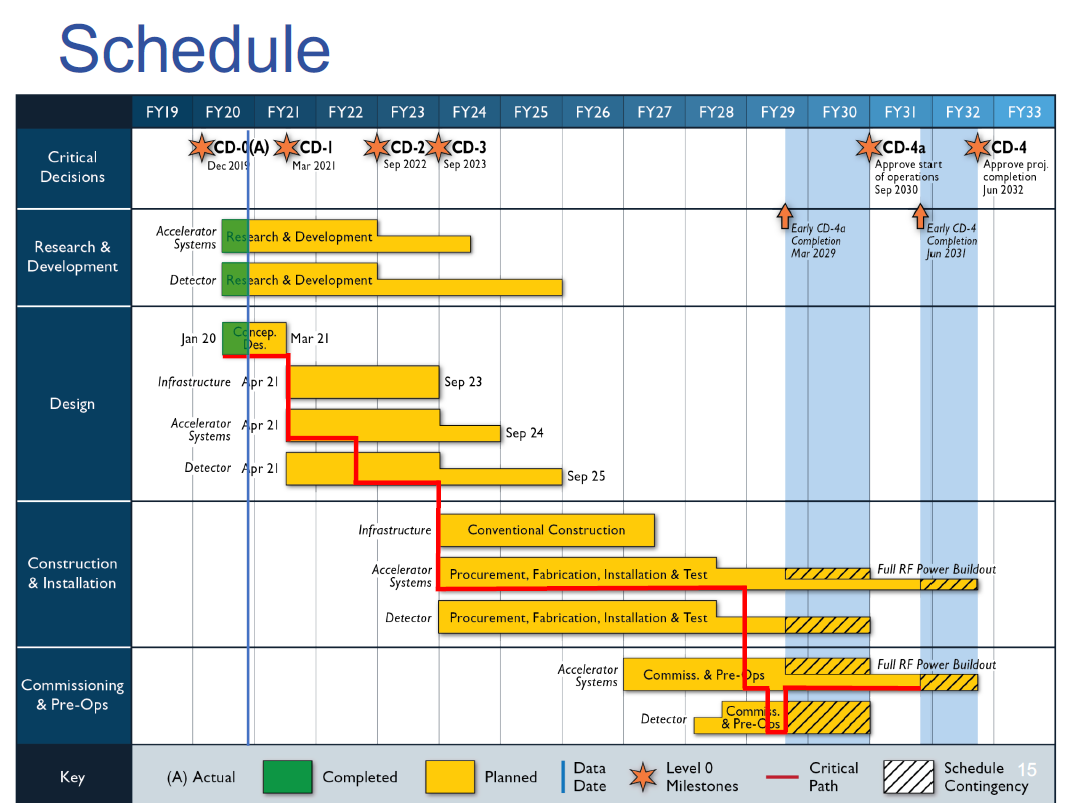 Schedule
FY19 FY20 FY21 FY22 FY23 FY24 FY25 FY26 FY27 FY28 FY29 FY30 FY31 FY32 FY33
Critical
Decisions
CD-0(A)
Dec 2019
CD-1
Mar 2021
CD-2
Sep 2022
CD-3
Sep 2023
CD-4a
Approve start
of operations
Sep 2030
CD-4
Approve proj.
completion
Jun 2032
Early CD-4a
Completion
Mar 2029
Early CD-4
Completion
Jun 2031
Research &
Development
Accelerator
Systems
Research & Development
Detector
Research & Development
Design
Jan 20
Concep.
Des.
Mar 21
Infrastructure Apr 21
Sep 23
Accelerator
Systems
Apr 21
Sep 24
Detector Apr 21
Sep 25
Construction
& Installation
Infrastructure
Conventional Construction
Accelerator
Systems
Procurement, Fabrication, Installation & Test
Full RF Power Buildout
Detector
Procurement, Fabrication, Installation & Test
Commissioning
& Pre-Ops
Accelerator
Systems
Commiss. & Pre-Ops
Full RF Power Buildout
Detector
Commiss.
& Pre-Ops
Key
(A) Actual
Completed
Planned
Data
Date
Level 0
Milestones
Critical
Path
Schedule
Contingency
15